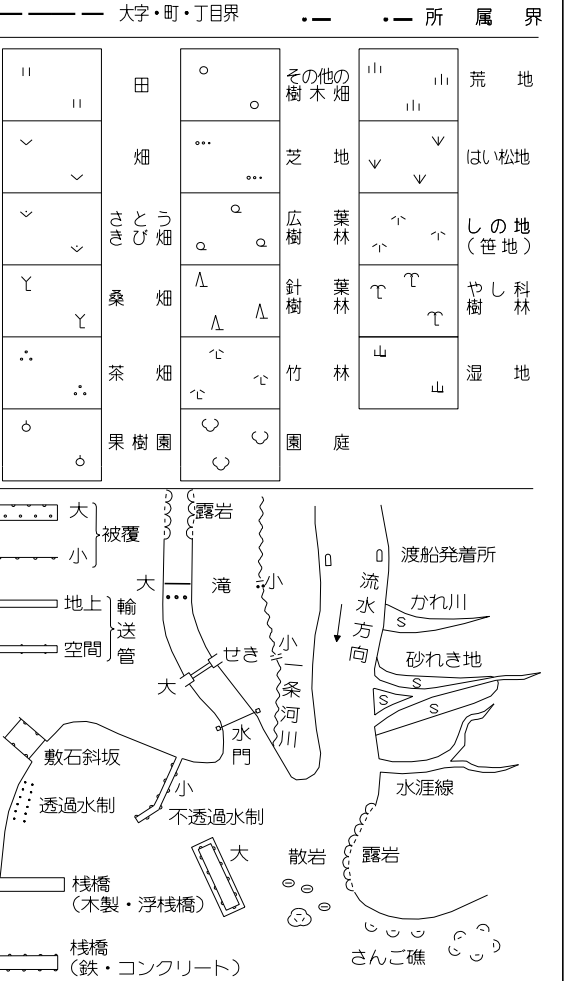 大字・町・丁目界
所属界
田
その他の
樹木畑
荒地
畑
芝地
はい松地
さとう
きび畑
広葉
樹林
しの地
(笹地)
桑畑
針葉
樹林
やし科
樹林
茶畑
竹林
湿地
果樹園
園庭
大
被覆
小
地上
輸送管
空間
露岩
大
滝
小
せき
大
小
一条河川
水門
流水方向
渡船発着所
かれ川
S
砂れき地
S
S
S
敷石斜坂
透過水制
小
不透過水制
水涯線
大
散岩
露岩
桟橋
(木製・浮桟橋)
桟橋
(鉄・コンクリート)
さんご礁